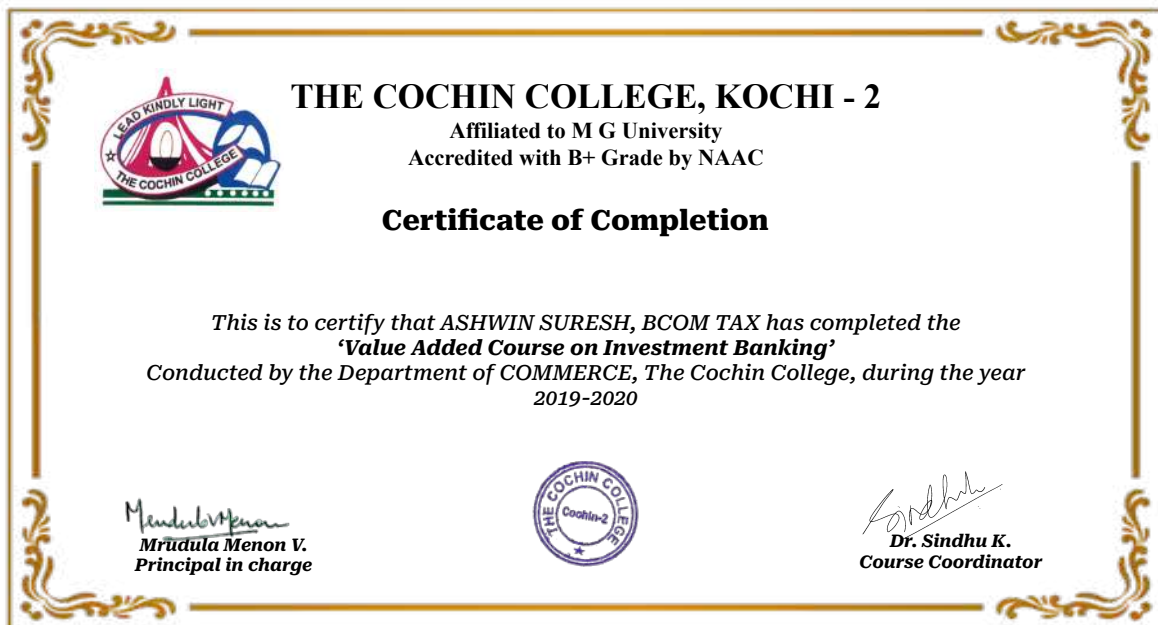 THE COCHIN COLLEGE, KOCHI - 2
Affiliated to M G University
Accredited with B+ Grade by NAAC
LEAD KINDLY LIGHT
THE COCHIN COLLEGE
Certificate of Completion
This is to certify that ASHWIN SURESH, BCOM TAX has completed the
‘Value Added Course on Investment Banking’
Conducted by the Department of COMMERCE, The Cochin College, during the year
2019-2020
THE COCHIN COLLEGE
Cochin-2
Mrudula Menon
Mrudula Menon V.
Principal in charge
Sindhu
Dr. Sindhu K.
Course Coordinator